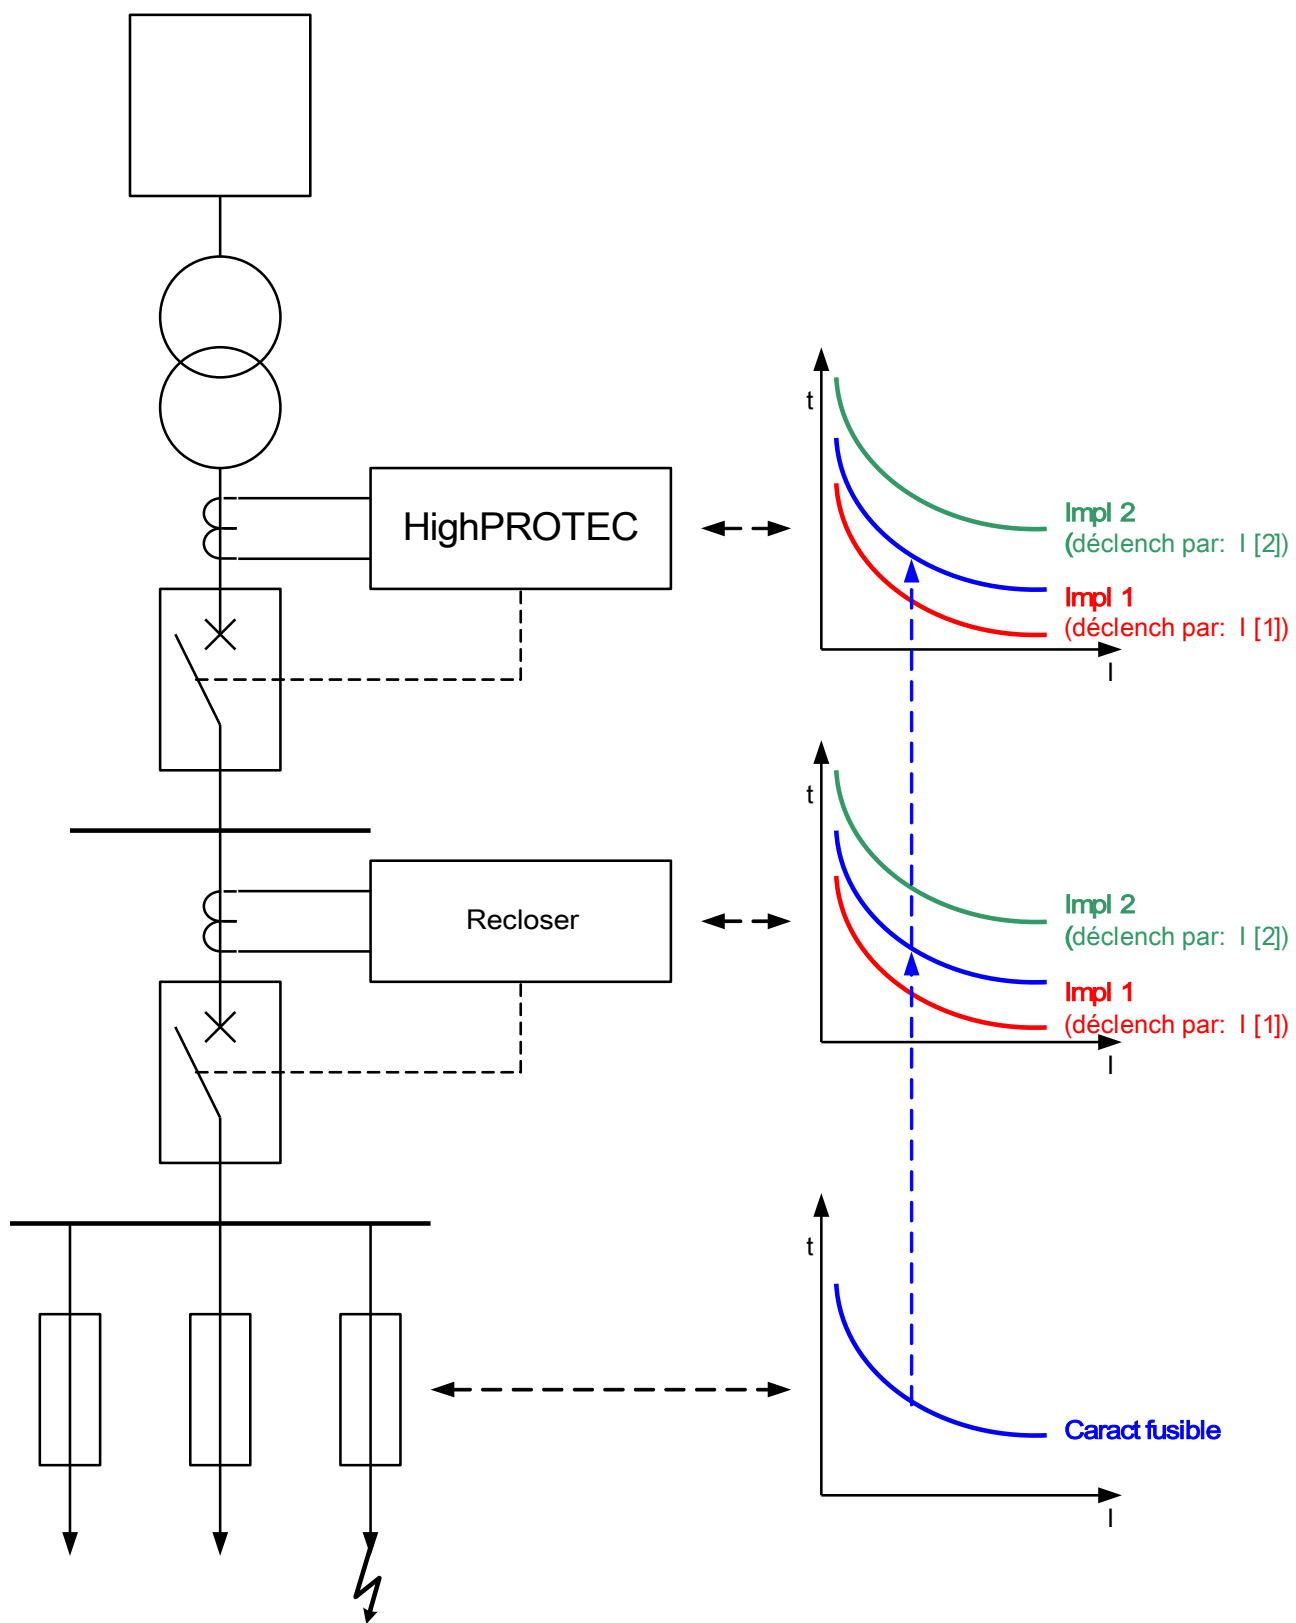 HighPROTEC
t
Impl 2
(déclench par: I [2])
Impl 1
(déclench par: I [1])
I
Recloser
t
Impl 2
(déclench par: I [2])
Impl 1
(déclench par: I [1])
I
t
Caract fusible
I